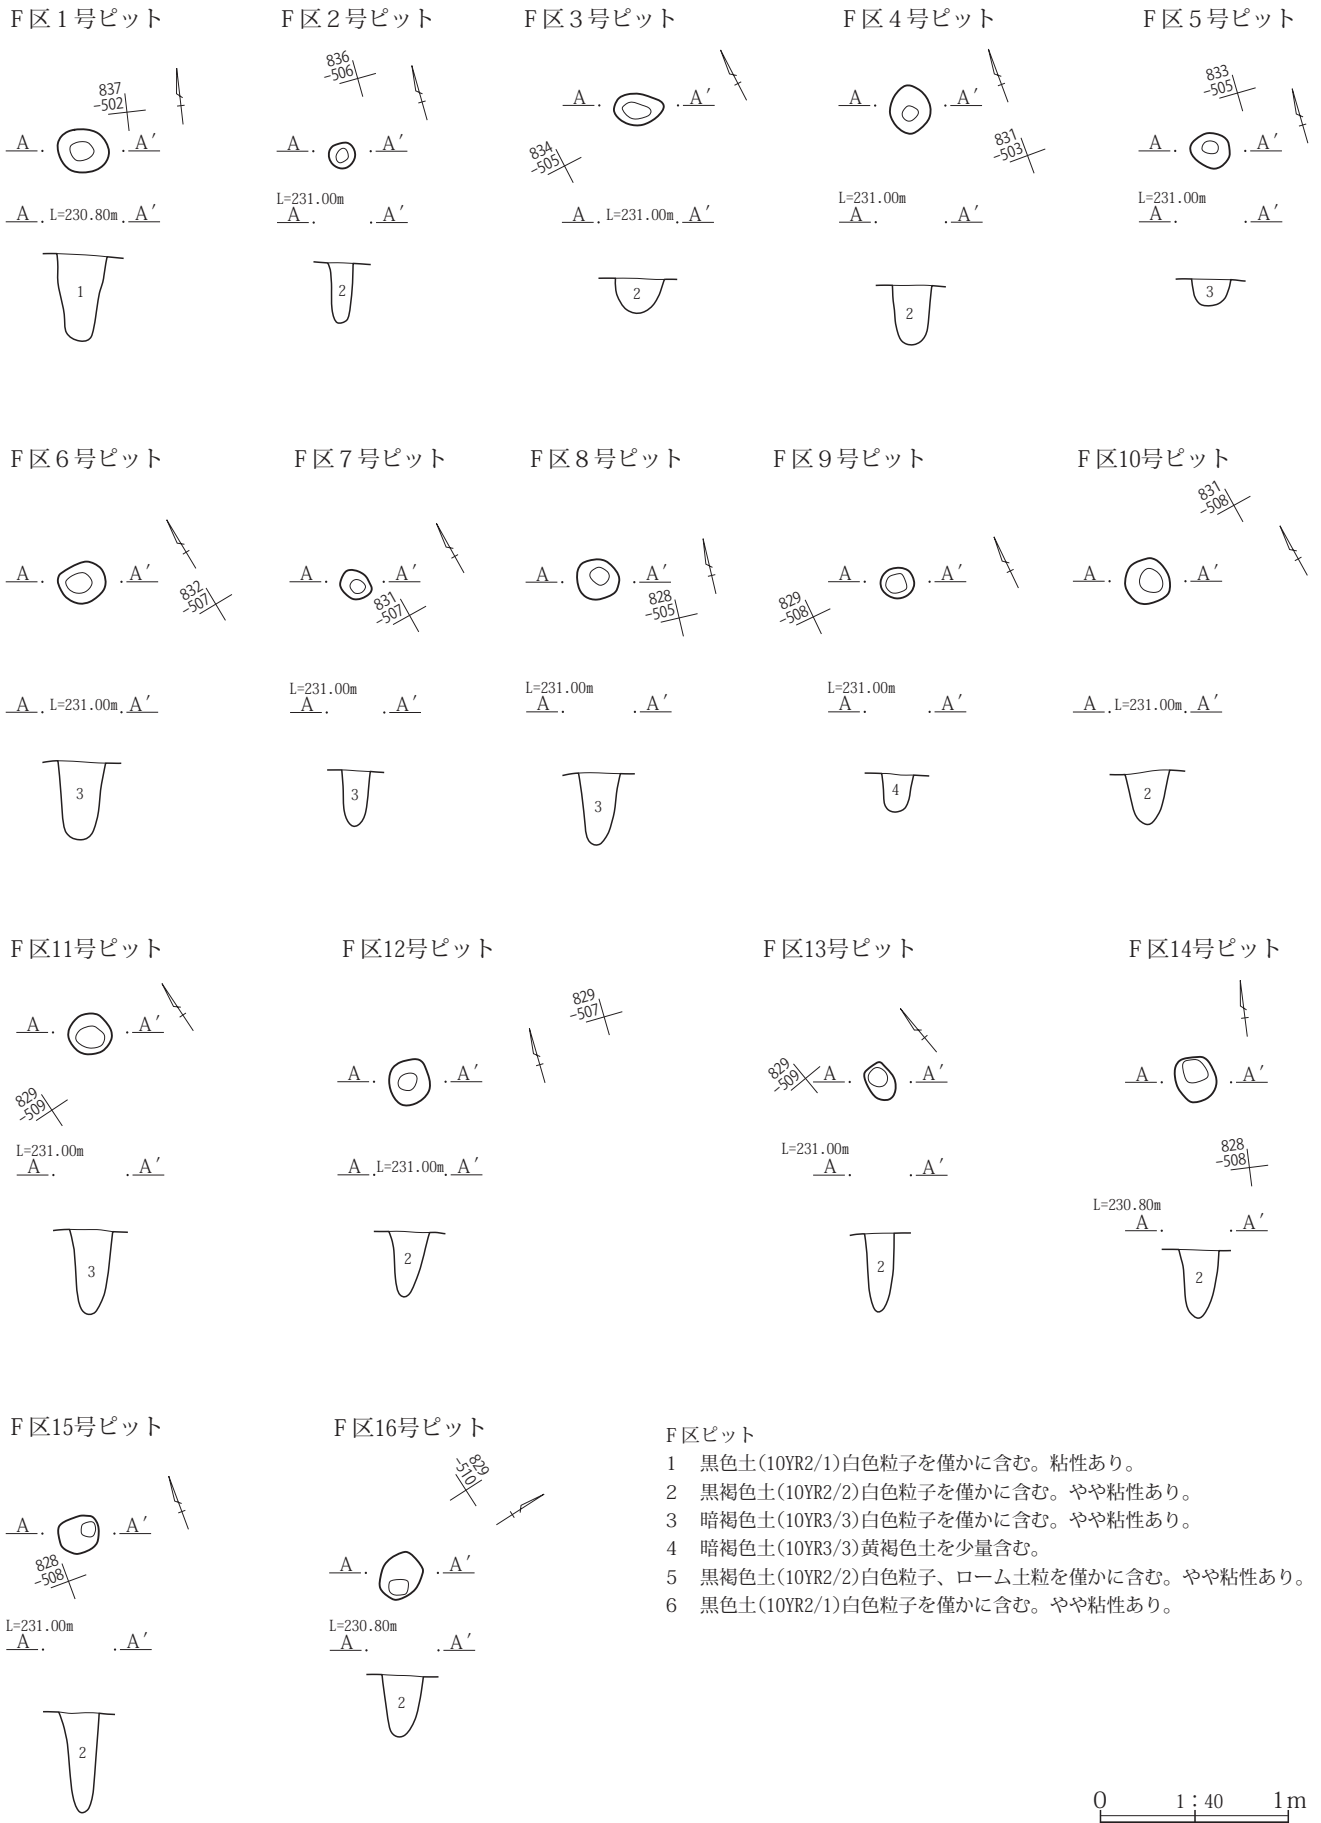 F区1号ピット
F区2号ピット
F区3号ピット
F区4号ピット
F区5号ピット
837
-502
A . . A′
A . L=230.80m . A′
1
836
-506
A . . A′
L=231.00m
A . . A′
2
834
-505
A . . A′
A . L=231.00m . A′
2
831
-503
A . . A′
L=231.00m
A . . A′
2
833
-505
A . . A′
L=231.00m
A . . A′
3
F区6号ピット
F区7号ピット
F区8号ピット
F区9号ピット
F区10号ピット
A . . A′
832
-507
A . L=231.00m . A′
3
A . . A′
831
-507
L=231.00m
A . . A′
3
A . . A′
828
-505
L=231.00m
A . . A′
3
A . . A′
829
-508
L=231.00m
A . . A′
4
831
-508
A . . A′
A . L=231.00m . A′
2
F区11号ピット
F区12号ピット
F区13号ピット
F区14号ピット
A . . A′
829
-509
L=231.00m
A . . A′
3
829
-507
A . . A′
A . L=231.00m . A′
2
829
-509
A . . A′
L=231.00m
A . . A′
2
A . . A′
828
-508
L=230.80m
A . . A′
2
F区15号ピット
F区16号ピット
A . . A′
828
-508
L=231.00m
A . . A′
2
829
-510
A . . A′
L=230.80m
A . . A′
2
F区ピット
1 黒色土(10YR2/1)白色粒子を僅かに含む。粘性あり。
2 黒褐色土(10YR2/2)白色粒子を僅かに含む。やや粘性あり。
3 暗褐色土(10YR3/3)白色粒子を僅かに含む。やや粘性あり。
4 暗褐色土(10YR3/3)黄褐色土を少量含む。
5 黒褐色土(10YR2/2)白色粒子、ローム土粒を僅かに含む。やや粘性あり。
6 黒色土(10YR2/1)白色粒子を僅かに含む。やや粘性あり。
0 1:40 1m